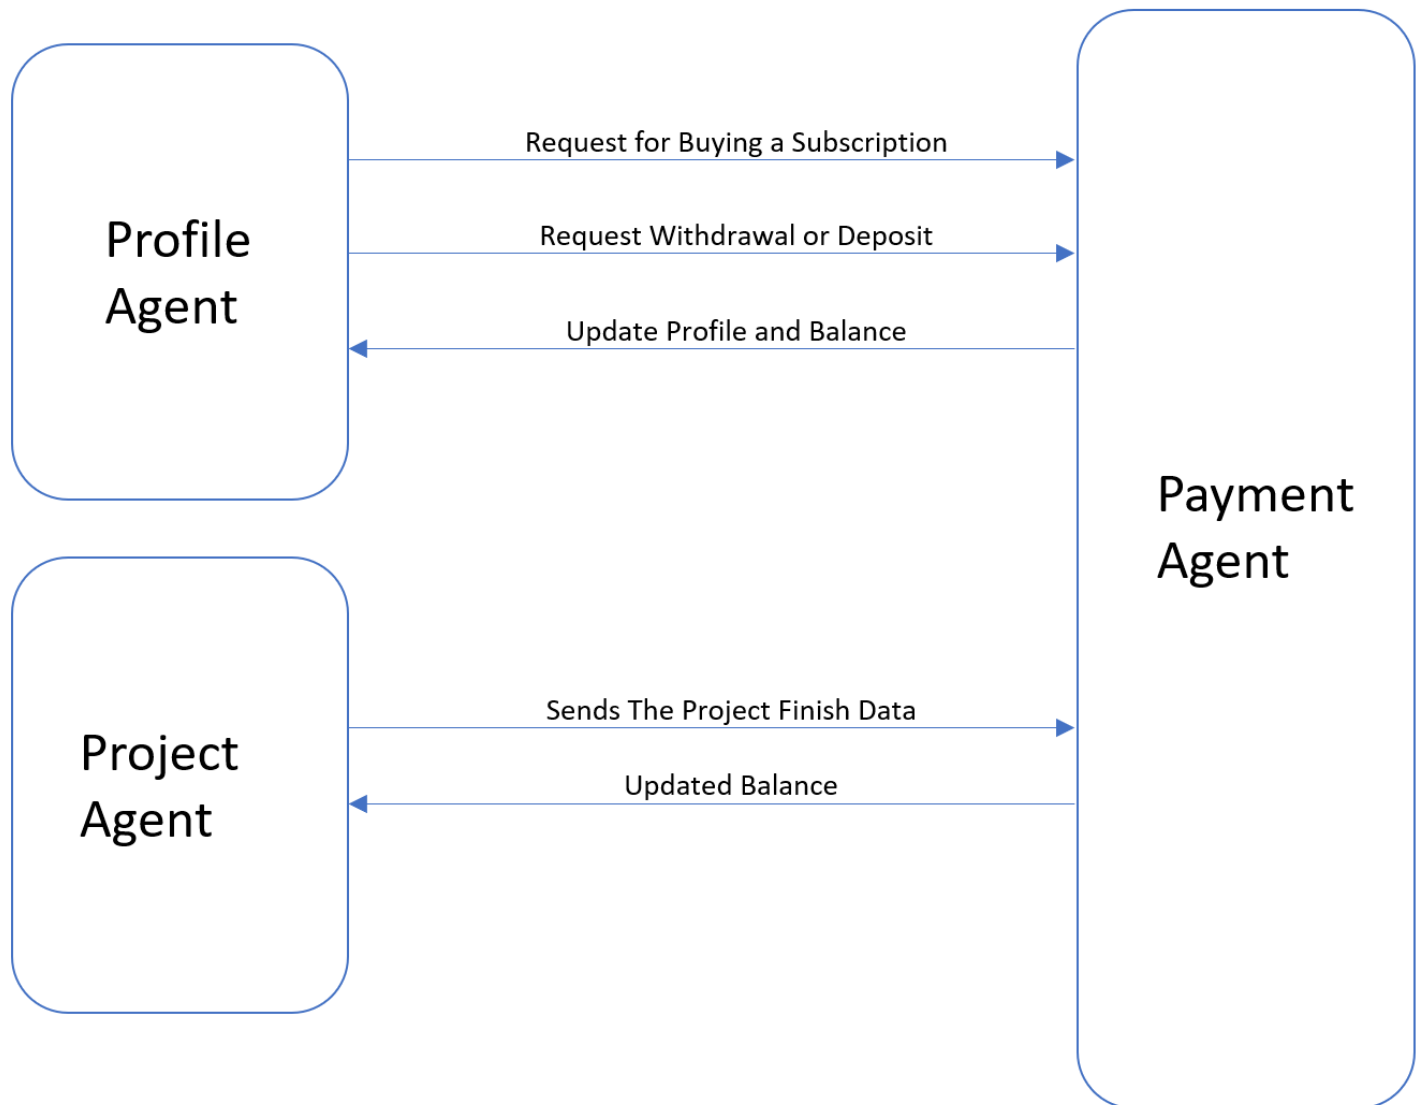 Request for Buying a Subscription
Request Withdrawal or Deposit
Update Profile and Balance
Profile
Agent
Payment
Agent
Sends The Project Finish Data
Updated Balance
Project
Agent